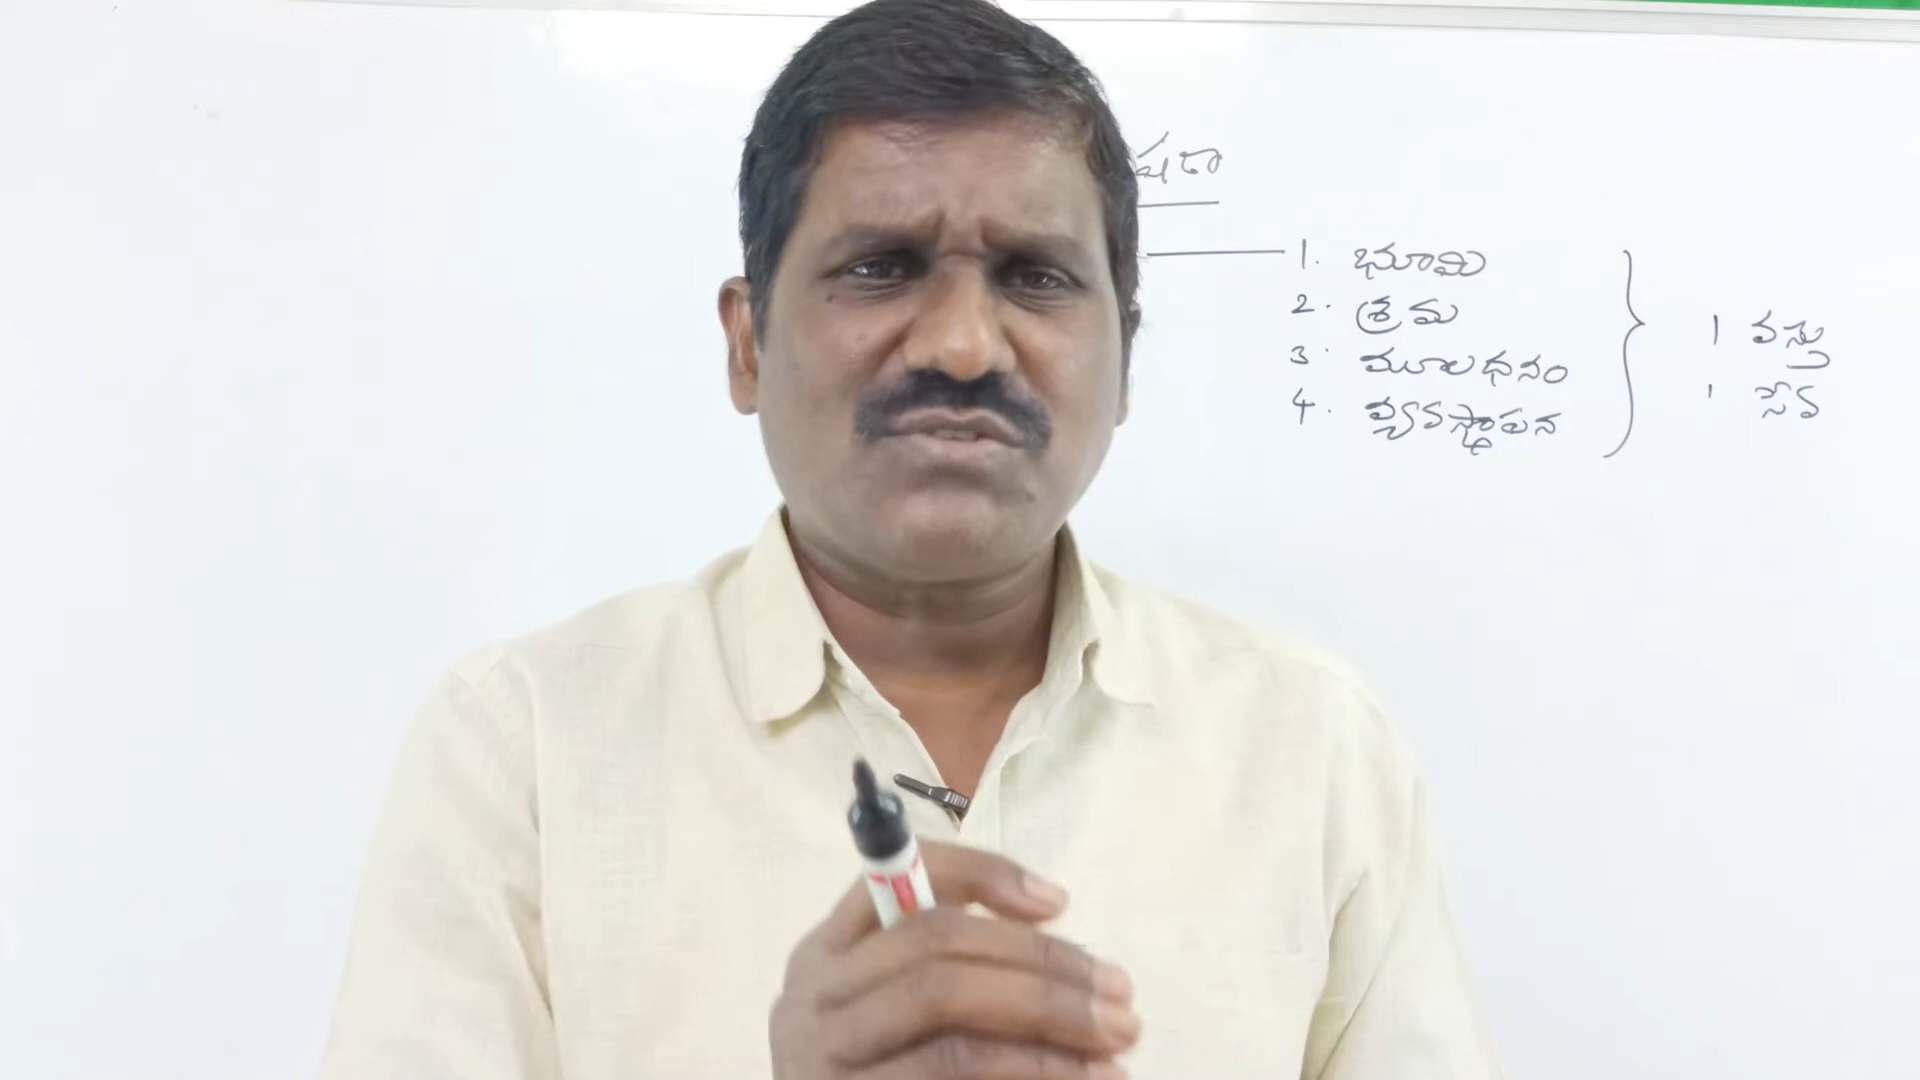 1. భూమి
2. శ్రమ
3. మూలధనం
4. వ్యవస్థాపన
1 వస్తు
1 సేవ